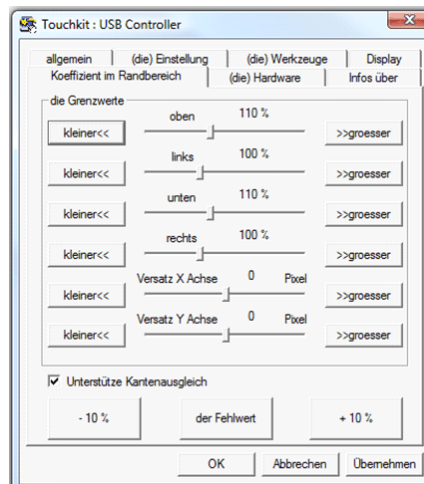 Touchkit : USB Controller
allgemein (die) Einstellung (die) Werkzeuge Display
Koeffizient im Randbereich (die) Hardware Infos über
die Grenzwerte
oben 110 %
kleiner<< >>groesser
links 100 %
kleiner<< >>groesser
unten 110 %
kleiner<< >>groesser
rechts 100 %
kleiner<< >>groesser
Versatz X Achse 0 Pixel
kleiner<< >>groesser
Versatz Y Achse 0 Pixel
kleiner<< >>groesser
Unterstütze Kantenausgleich
- 10 % der Fehlwert + 10 %
OK Abbrechen Übernehmen